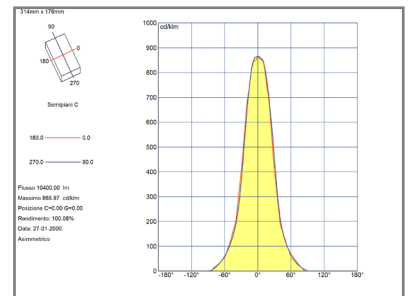 314mm x 176mm
90
0
180
270
Semipiani C
180.0 0.0
270.0 90.0
Flusso 10400.00 lm
Massimo 865.97 cd/klm
Posizione C=0.00 G=0.00
Rendimento: 100.08%
Data: 27-01-2000
Asimmetrico
1000 cd/klm
900
800
700
600
500
400
300
200
100
0
-180° -120° -60° 0° 60° 120° 180°